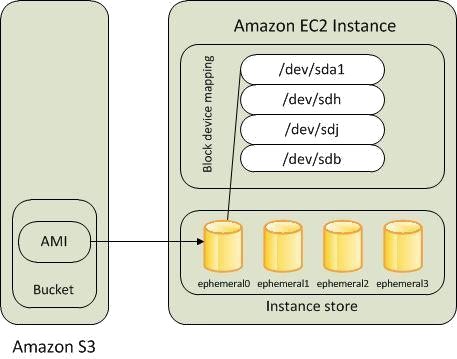 Amazon EC2 Instance
Block device mapping
/dev/sda1
/dev/sdh
/dev/sdj
/dev/sdb
AMI
Bucket
ephemeral0
ephemeral1
ephemeral2
ephemeral3
Instance store
Amazon S3